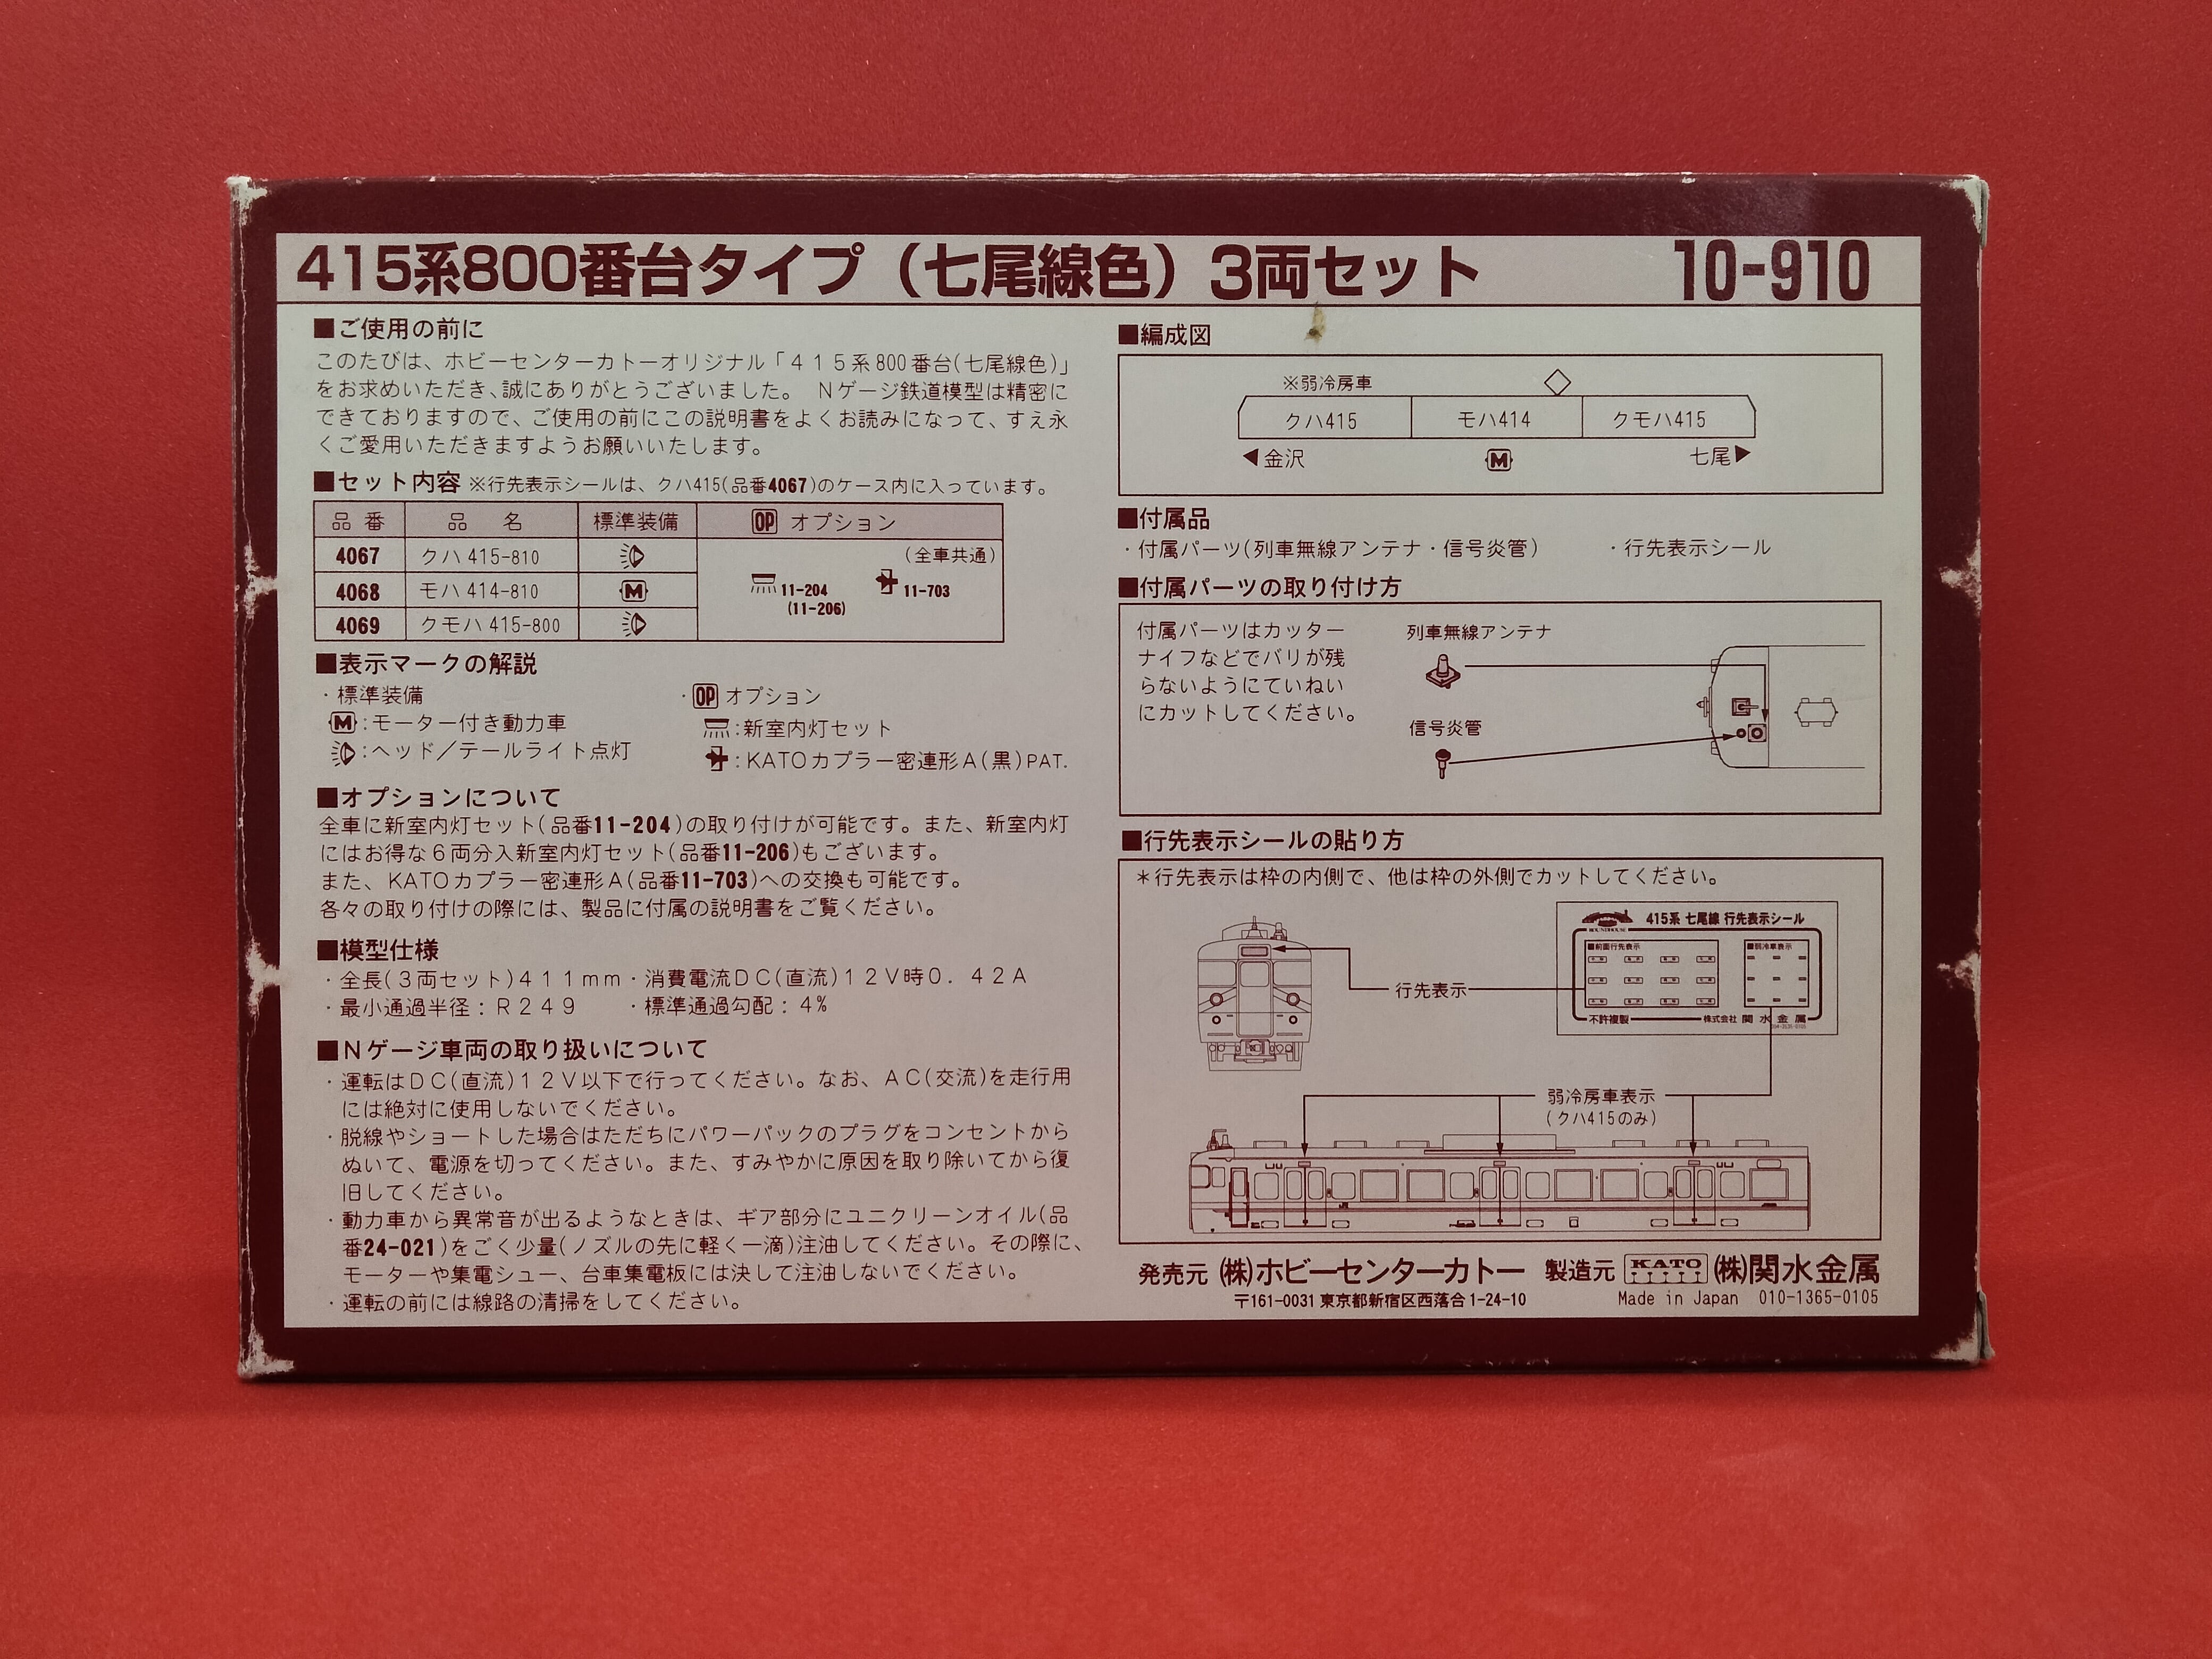 415系800番台タイプ（七尾線色）3両セット 10-910
■ご使用の前に
このたびは、ホビーセンターカトーオリジナル「４１５系800番台(七尾線色)」
をお求めいただき、誠にありがとうございました。 Ｎゲージ鉄道模型は精密に
できておりますので、ご使用の前にこの説明書をよくお読みになって、すえ永
くご愛用いただきますようお願いいたします。
■セット内容 ※行先表示シールは、クハ415(品番4067)のケース内に入っています。
品番 品名 標準装備 OP オプション
4067 クハ415-810 (全車共通)
4068 モハ414-810 M 11-204 11-703
(11-206)
4069 クモハ415-800
■表示マークの解説
・標準装備 ・OP オプション
M:モーター付き動力車 :新室内灯セット
:ヘッド／テールライト点灯 :KATOカプラー密連形A(黒)PAT.
■オプションについて
全車に新室内灯セット(品番11-204)の取り付けが可能です。また、新室内灯
にはお得な６両分入新室内灯セット(品番11-206)もございます。
また、KATOカプラー密連形A(品番11-703)への交換も可能です。
各々の取り付けの際には、製品に付属の説明書をご覧ください。
■模型仕様
・全長(３両セット)４１１mm・消費電流DC(直流)１２V時０．４２A
・最小通過半径：R２４９ ・標準通過勾配：4%
■Nゲージ車両の取り扱いについて
・運転はDC(直流)１２V以下で行ってください。なお、AC(交流)を走行用
には絶対に使用しないでください。
・脱線やショートした場合はただちにパワーパックのプラグをコンセントから
ぬいて、電源を切ってください。また、すみやかに原因を取り除いてから復
旧してください。
・動力車から異常音が出るようなときは、ギア部分にユニクリーンオイル(品
番24-021)をごく少量(ノズルの先に軽く一滴)注油してください。その際に、
モーターや集電シュー、台車集電板には決して注油しないでください。
・運転の前には線路の清掃をしてください。
■編成図
※弱冷房車
クハ415 モハ414 クモハ415
◀金沢 M 七尾▶
■付属品
・付属パーツ(列車無線アンテナ・信号炎管) ・行先表示シール
■付属パーツの取り付け方
付属パーツはカッター
ナイフなどでバリが残
らないようにていねい
にカットしてください。
列車無線アンテナ
信号炎管
■行先表示シールの貼り方
＊行先表示は枠の内側で、他は枠の外側でカットしてください。
415系 七尾線 行先表示シール
ROUNDHOUSE
■前面行先表示 ■弱冷車表示
行先表示
不許複製 株式会社 関水金属
弱冷房車表示
(クハ415のみ)
発売元 (株)ホビーセンターカトー 製造元 KATO (株)関水金属
〒161-0031 東京都新宿区西落合1-24-10 Made in Japan 010-1365-0105